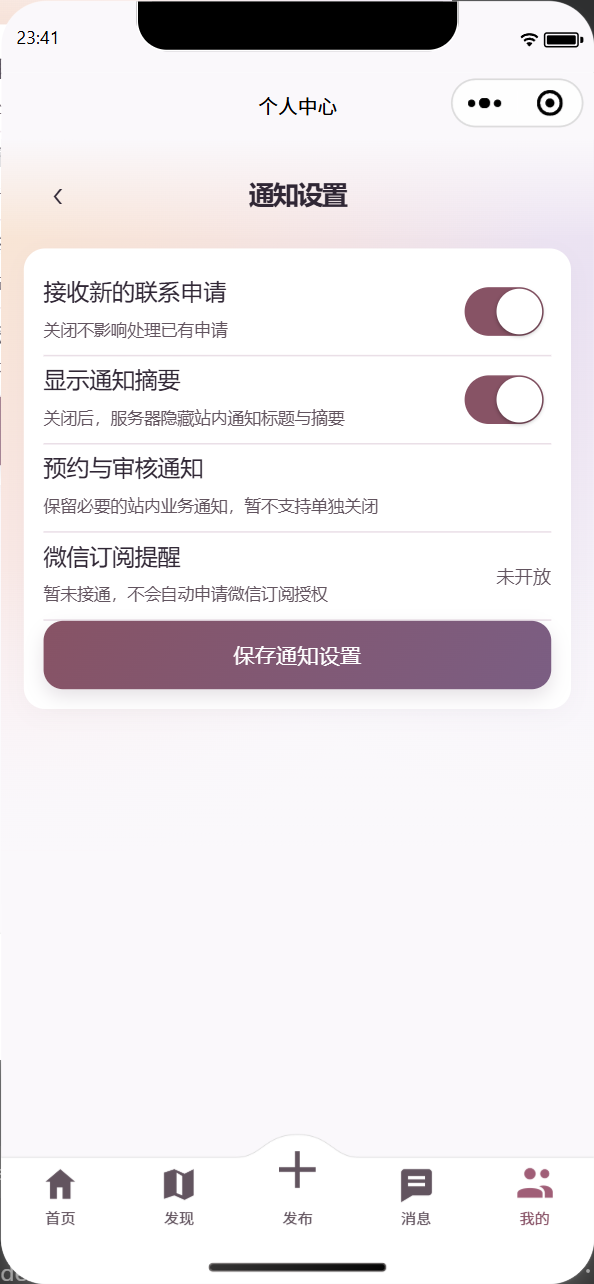 23:41
个人中心
通知设置
接收新的联系申请
关闭不影响处理已有申请
显示通知摘要
关闭后，服务器隐藏站内通知标题与摘要
预约与审核通知
保留必要的站内业务通知，暂不支持单独关闭
微信订阅提醒
未开放
暂未接通，不会自动申请微信订阅授权
保存通知设置
首页
发现
发布
消息
我的